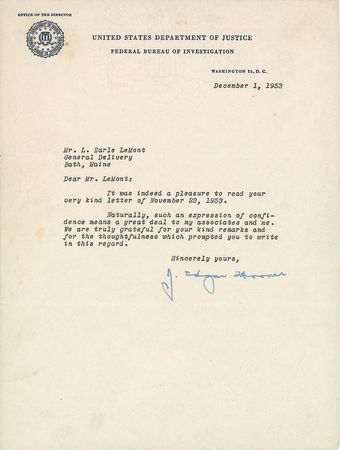 OFFICE OF THE DIRECTOR
UNITED STATES DEPARTMENT OF JUSTICE
FEDERAL BUREAU OF INVESTIGATION
WASHINGTON 25, D. C.
December 1, 1953
Mr. L. Earle LeMont
General Delivery
Bath, Maine
Dear Mr. LeMont:
It was indeed a pleasure to read your
very kind letter of November 23, 1953.
Naturally, such an expression of confi-
dence means a great deal to my associates and me.
We are truly grateful for your kind remarks and
for the thoughtfulness which prompted you to write
in this regard.
Sincerely yours,
J. Edgar Hoover